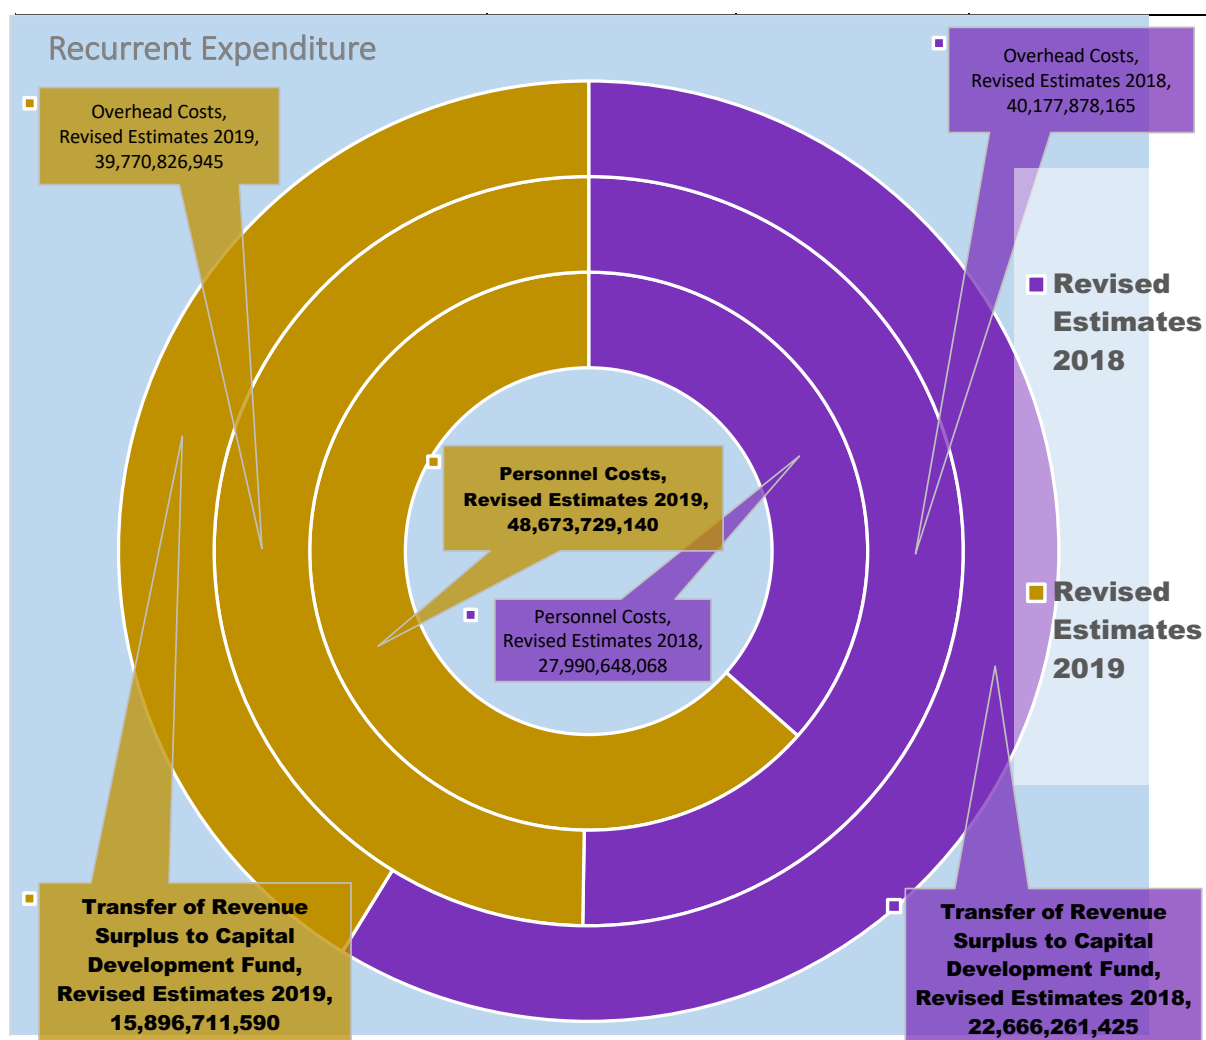 Recurrent Expenditure
Overhead Costs,
Revised Estimates 2019,
39,770,826,945
Overhead Costs,
Revised Estimates 2018,
40,177,878,165
Revised
Estimates
2018
Personnel Costs,
Revised Estimates 2019,
48,673,729,140
Personnel Costs,
Revised Estimates 2018,
27,990,648,068
Revised
Estimates
2019
Transfer of Revenue
Surplus to Capital
Development Fund,
Revised Estimates 2019,
15,896,711,590
Transfer of Revenue
Surplus to Capital
Development Fund,
Revised Estimates 2018,
22,666,261,425